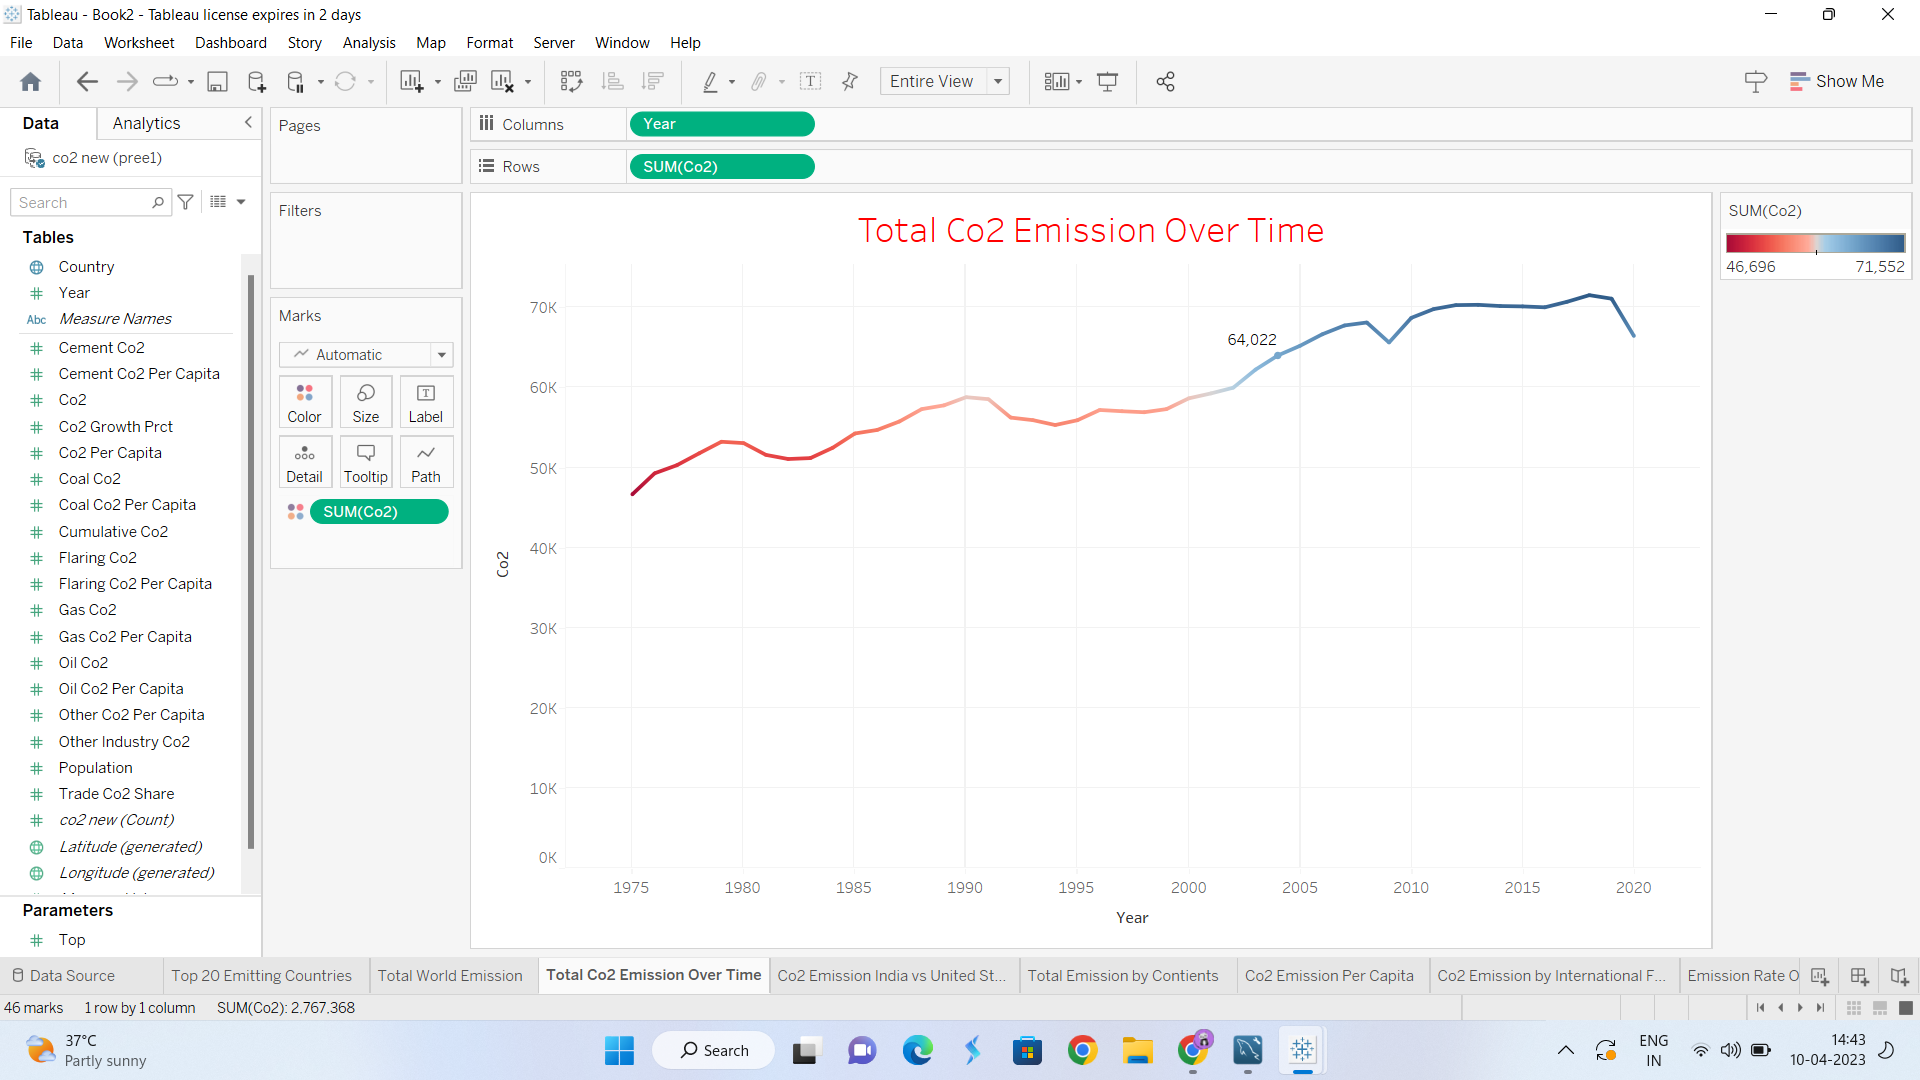 Tableau - Book2 - Tableau license expires in 2 days
File Data Worksheet Dashboard Story Analysis Map Format Server Window Help
Entire View
Show Me
Data Analytics
co2 new (pree1)
Search
Tables
Country
Year
Abc Measure Names
Cement Co2
Cement Co2 Per Capita
Co2
Co2 Growth Prct
Co2 Per Capita
Coal Co2
Coal Co2 Per Capita
Cumulative Co2
Flaring Co2
Flaring Co2 Per Capita
Gas Co2
Gas Co2 Per Capita
Oil Co2
Oil Co2 Per Capita
Other Co2 Per Capita
Other Industry Co2
Population
Trade Co2 Share
co2 new (Count)
Latitude (generated)
Longitude (generated)
Parameters
Top
Pages
Filters
Marks
Automatic
Color Size Label
Detail Tooltip Path
SUM(Co2)
Columns Year
Rows SUM(Co2)
Total Co2 Emission Over Time
70K
60K
50K
40K
30K
20K
10K
0K
Co2
64,022
1975 1980 1985 1990 1995 2000 2005 2010 2015 2020
Year
SUM(Co2)
46,696 71,552
Data Source Top 20 Emitting Countries Total World Emission Total Co2 Emission Over Time Co2 Emission India vs United St... Total Emission by Contients Co2 Emission Per Capita Co2 Emission by International F... Emission Rate O
46 marks 1 row by 1 column SUM(Co2): 2,767,368
37°C
Partly sunny
Search
ENG
IN
14:43
10-04-2023